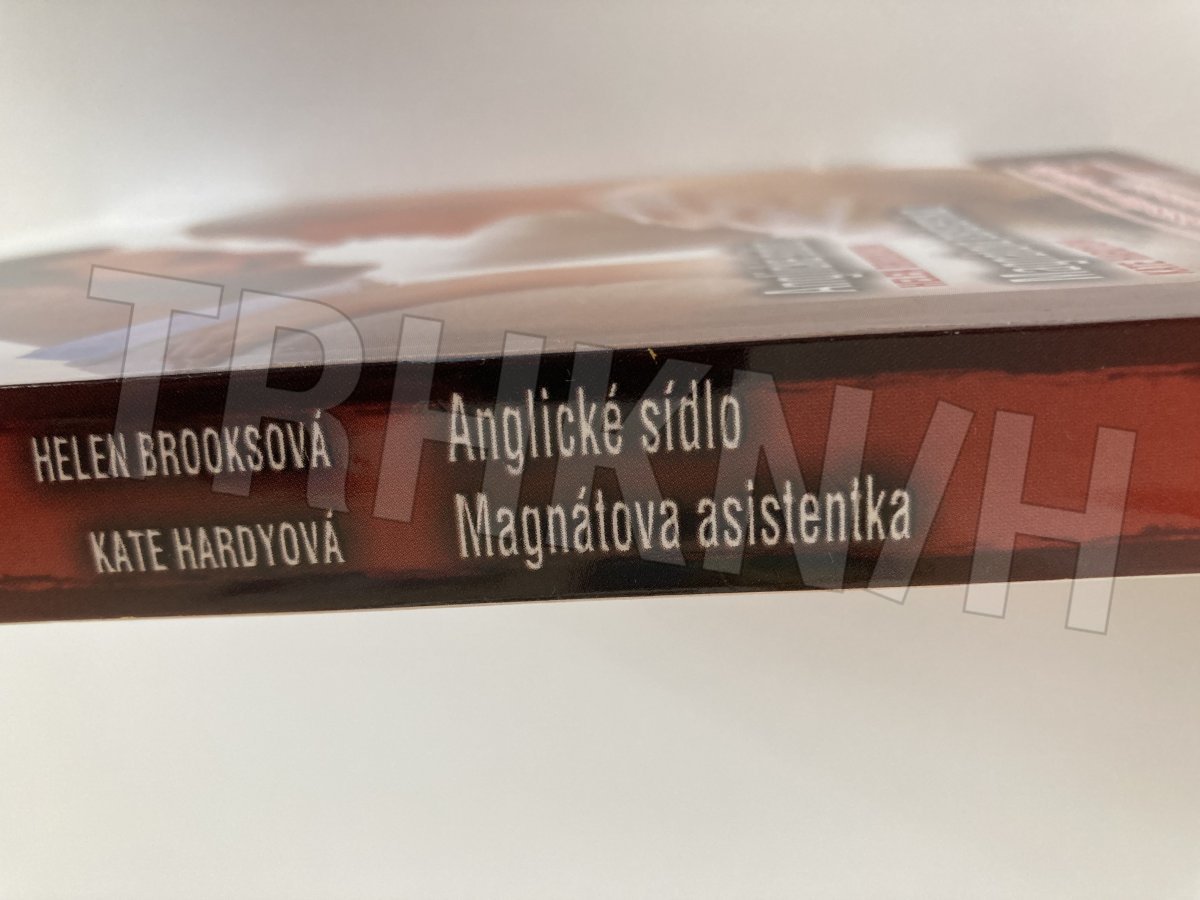 HELEN BROOKSOVÁ Anglické sídlo
KATE HARDYOVÁ Magnátova asistentka
TRHKNIH